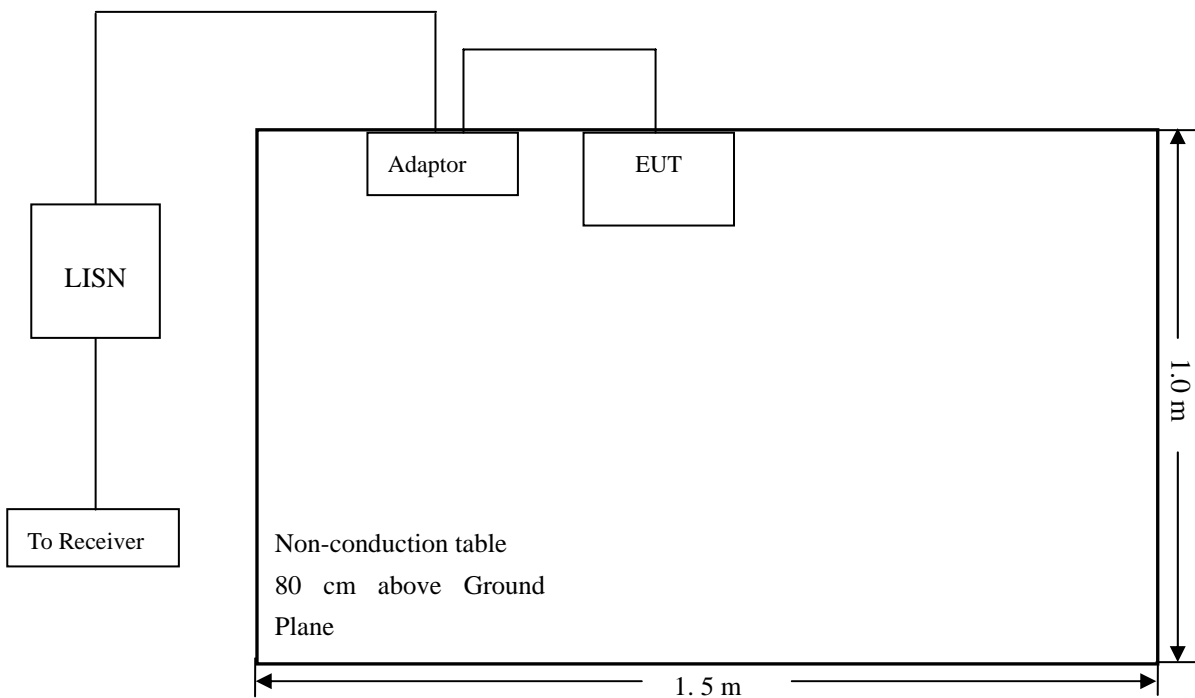 Adaptor
EUT
LISN
1.0 m
To Receiver
Non-conduction table
80 cm above Ground
Plane
1. 5 m